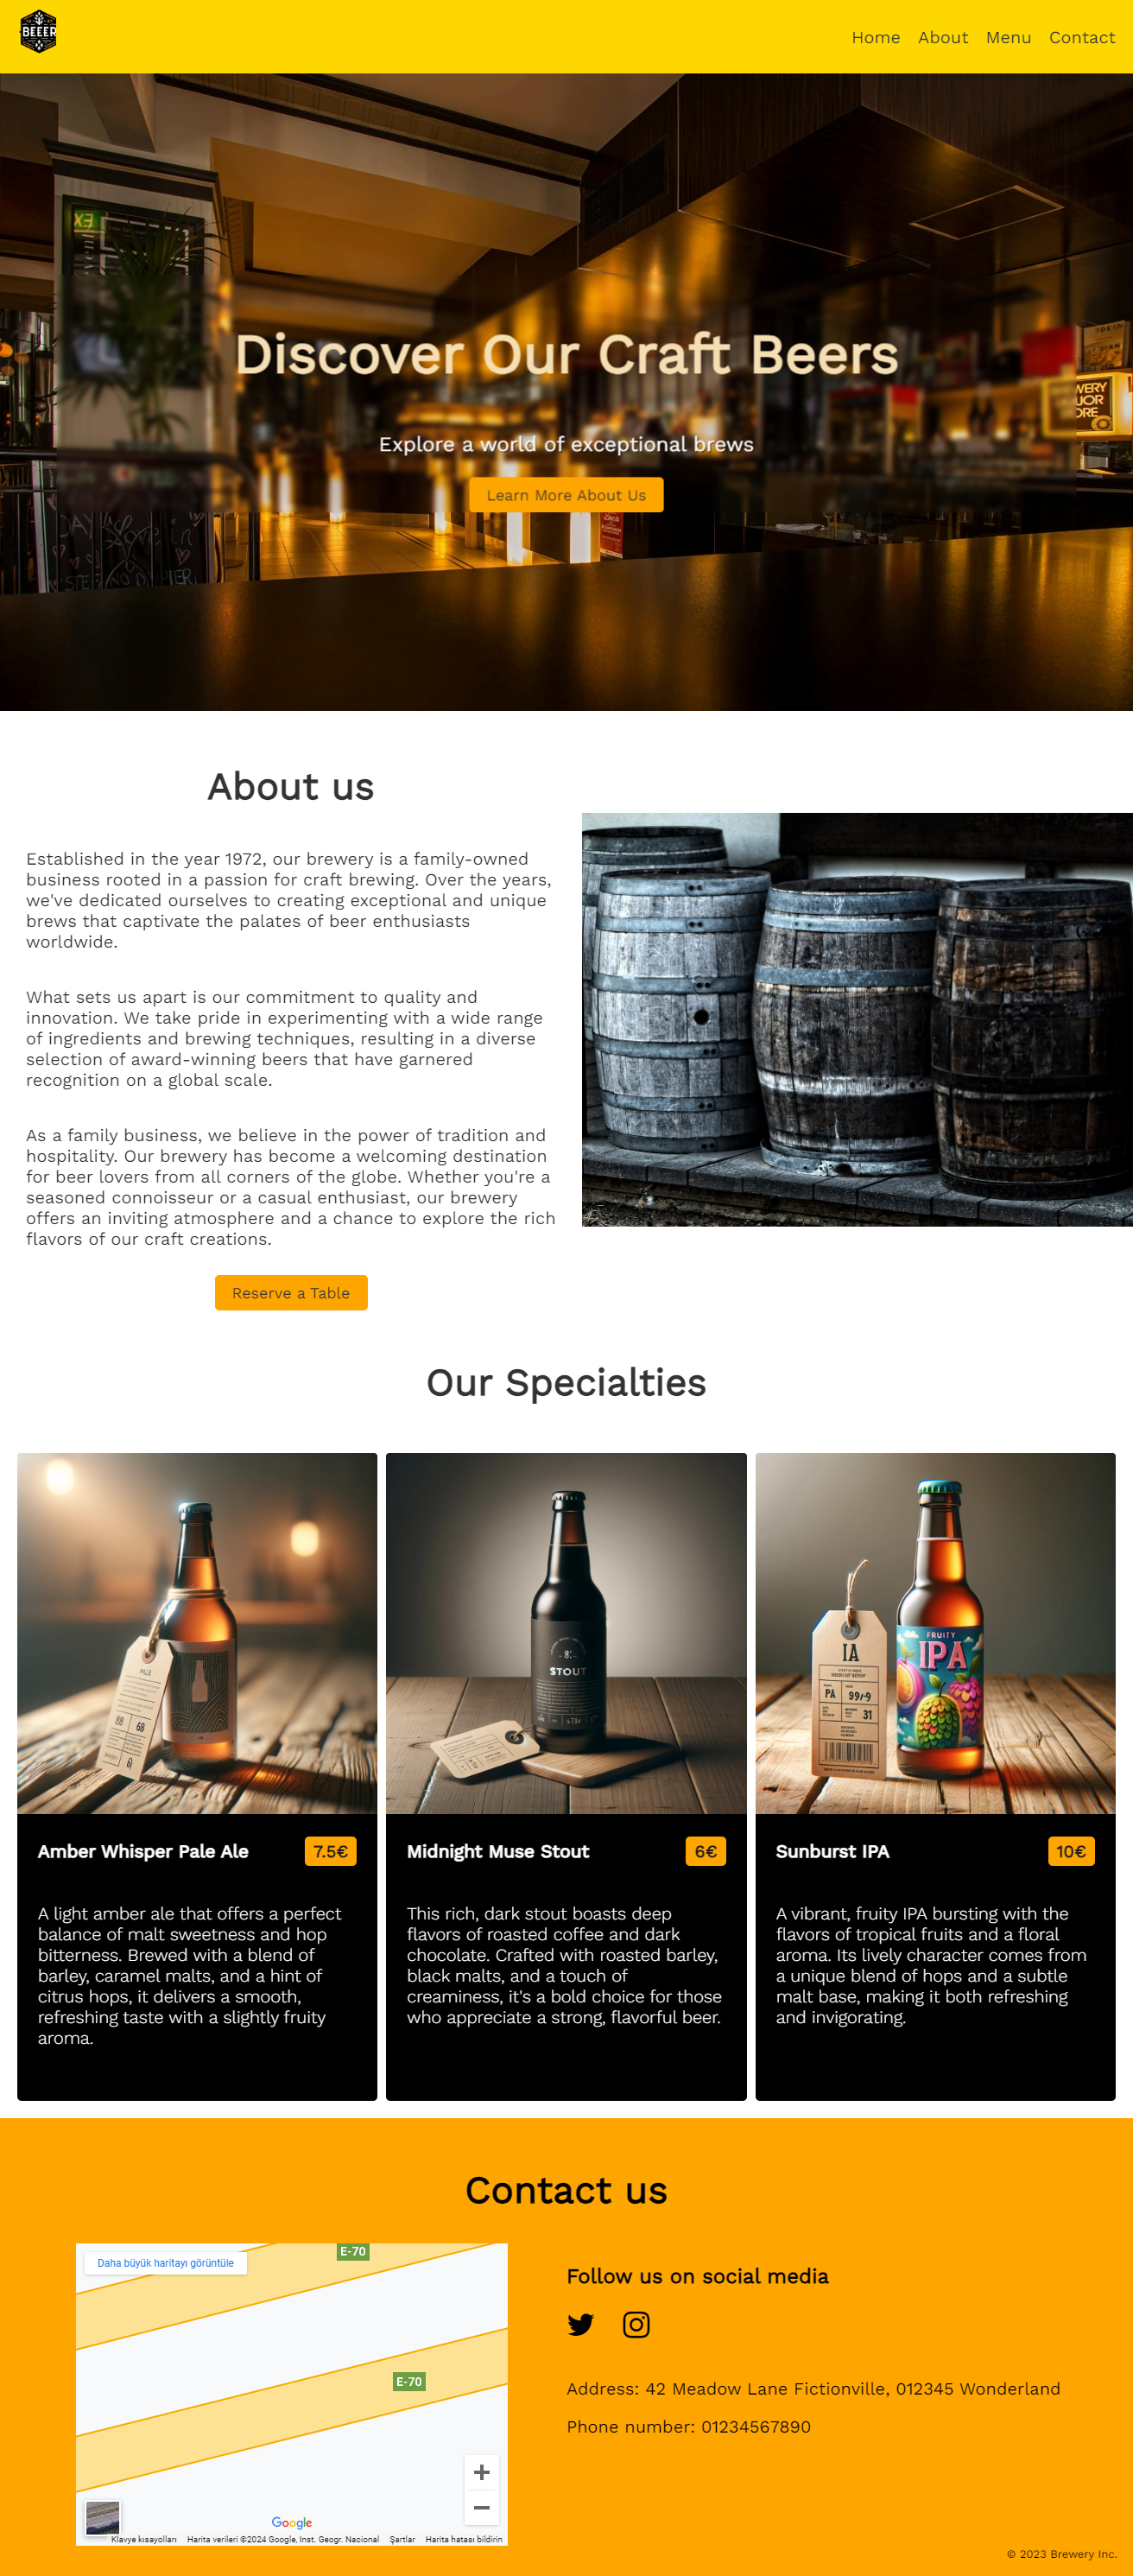 BEEER
Home About Menu Contact
EX
Discover Our Craft Beers
Explore a world of exceptional brews
Learn More About Us
About us
Established in the year 1972, our brewery is a family-owned
business rooted in a passion for craft brewing. Over the years,
we've dedicated ourselves to creating exceptional and unique
brews that captivate the palates of beer enthusiasts
worldwide.
What sets us apart is our commitment to quality and
innovation. We take pride in experimenting with a wide range
of ingredients and brewing techniques, resulting in a diverse
selection of award-winning beers that have garnered
recognition on a global scale.
As a family business, we believe in the power of tradition and
hospitality. Our brewery has become a welcoming destination
for beer lovers from all corners of the globe. Whether you're a
seasoned connoisseur or a casual enthusiast, our brewery
offers an inviting atmosphere and a chance to explore the rich
flavors of our craft creations.
Reserve a Table
Our Specialties
STOUT
FRUITY
IPA
IA
PA
31
68
Amber Whisper Pale Ale 7.5€
A light amber ale that offers a perfect
balance of malt sweetness and hop
bitterness. Brewed with a blend of
barley, caramel malts, and a hint of
citrus hops, it delivers a smooth,
refreshing taste with a slightly fruity
aroma.
Midnight Muse Stout 6€
This rich, dark stout boasts deep
flavors of roasted coffee and dark
chocolate. Crafted with roasted barley,
black malts, and a touch of
creaminess, it's a bold choice for those
who appreciate a strong, flavorful beer.
Sunburst IPA 10€
A vibrant, fruity IPA bursting with the
flavors of tropical fruits and a floral
aroma. Its lively character comes from
a unique blend of hops and a subtle
malt base, making it both refreshing
and invigorating.
Contact us
Daha büyük haritayı görüntüle
E-70
E-70
Google
Klavye kısayolları Harita verileri ©2024 Google, Inst. Geogr. Nacional Şartlar Harita hatası bildirin
Follow us on social media
Address: 42 Meadow Lane Fictionville, 012345 Wonderland
Phone number: 01234567890
© 2023 Brewery Inc.